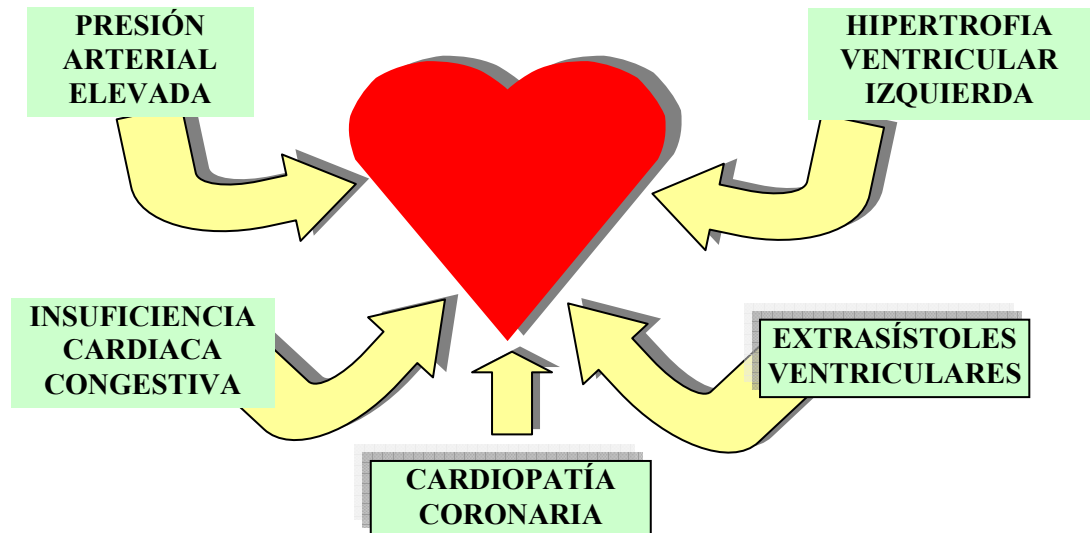 PRESIÓN
ARTERIAL
ELEVADA
HIPERTROFIA
VENTRICULAR
IZQUIERDA
INSUFICIENCIA
CARDIACA
CONGESTIVA
EXTRASÍSTOLES
VENTRICULARES
CARDIOPATÍA
CORONARIA